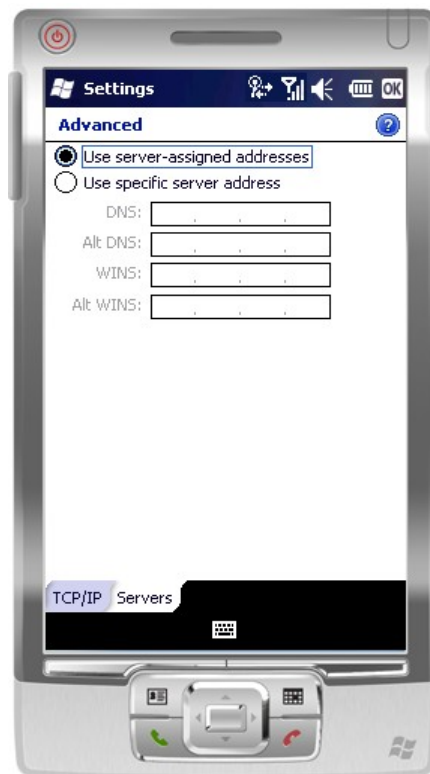 Settings OK
Advanced
Use server-assigned addresses
Use specific server address
DNS:
Alt DNS:
WINS:
Alt WINS:
TCP/IP Servers